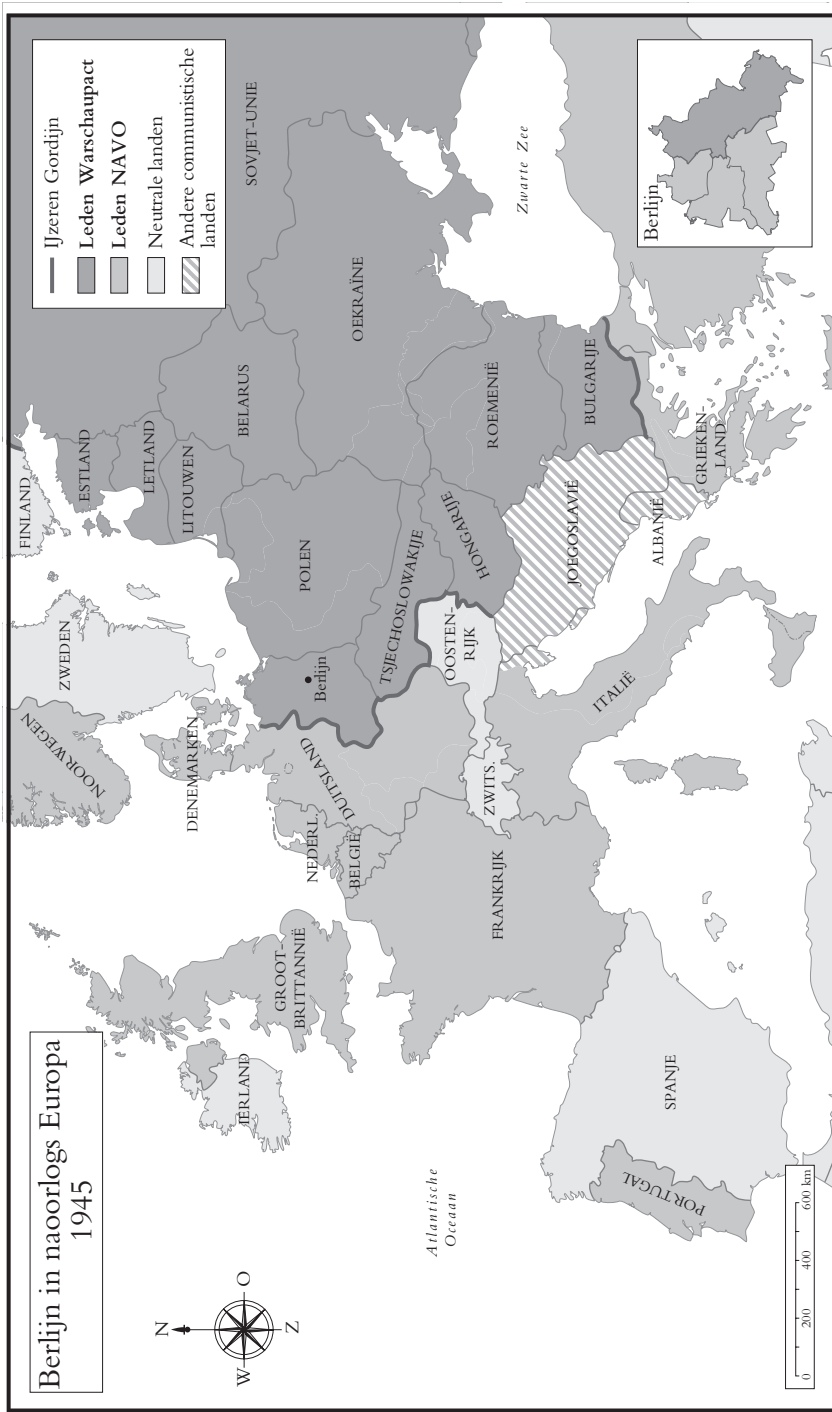 Berlijn in naoorlogs Europa
1945
N
W
O
Z
IJzeren Gordijn
Leden Warschaupact
Leden NAVO
Neutrale landen
Andere communistische
landen
NOORWEGEN
ZWEDEN
FINLAND
ESTLAND
LETLAND
LITOUWEN
SOVJET-UNIE
BELARUS
DENEMARKEN
IERLAND
GROOT-
BRITTANNIË
NEDERL.
BELGIË
DUITSLAND
Berlijn
POLEN
OEKRAÏNE
TSJECHOSLOWAKIJE
Atlantische
Oceaan
FRANKRIJK
ZWITS.
OOSTEN-
RIJK
HONGARIJE
ROEMENIË
Zwarte Zee
JOEGOSLAVIË
BULGARIJE
ITALIË
ALBANIË
GRIEKEN-
LAND
PORTUGAL
SPANJE
0 200 400 600 km
Berlijn